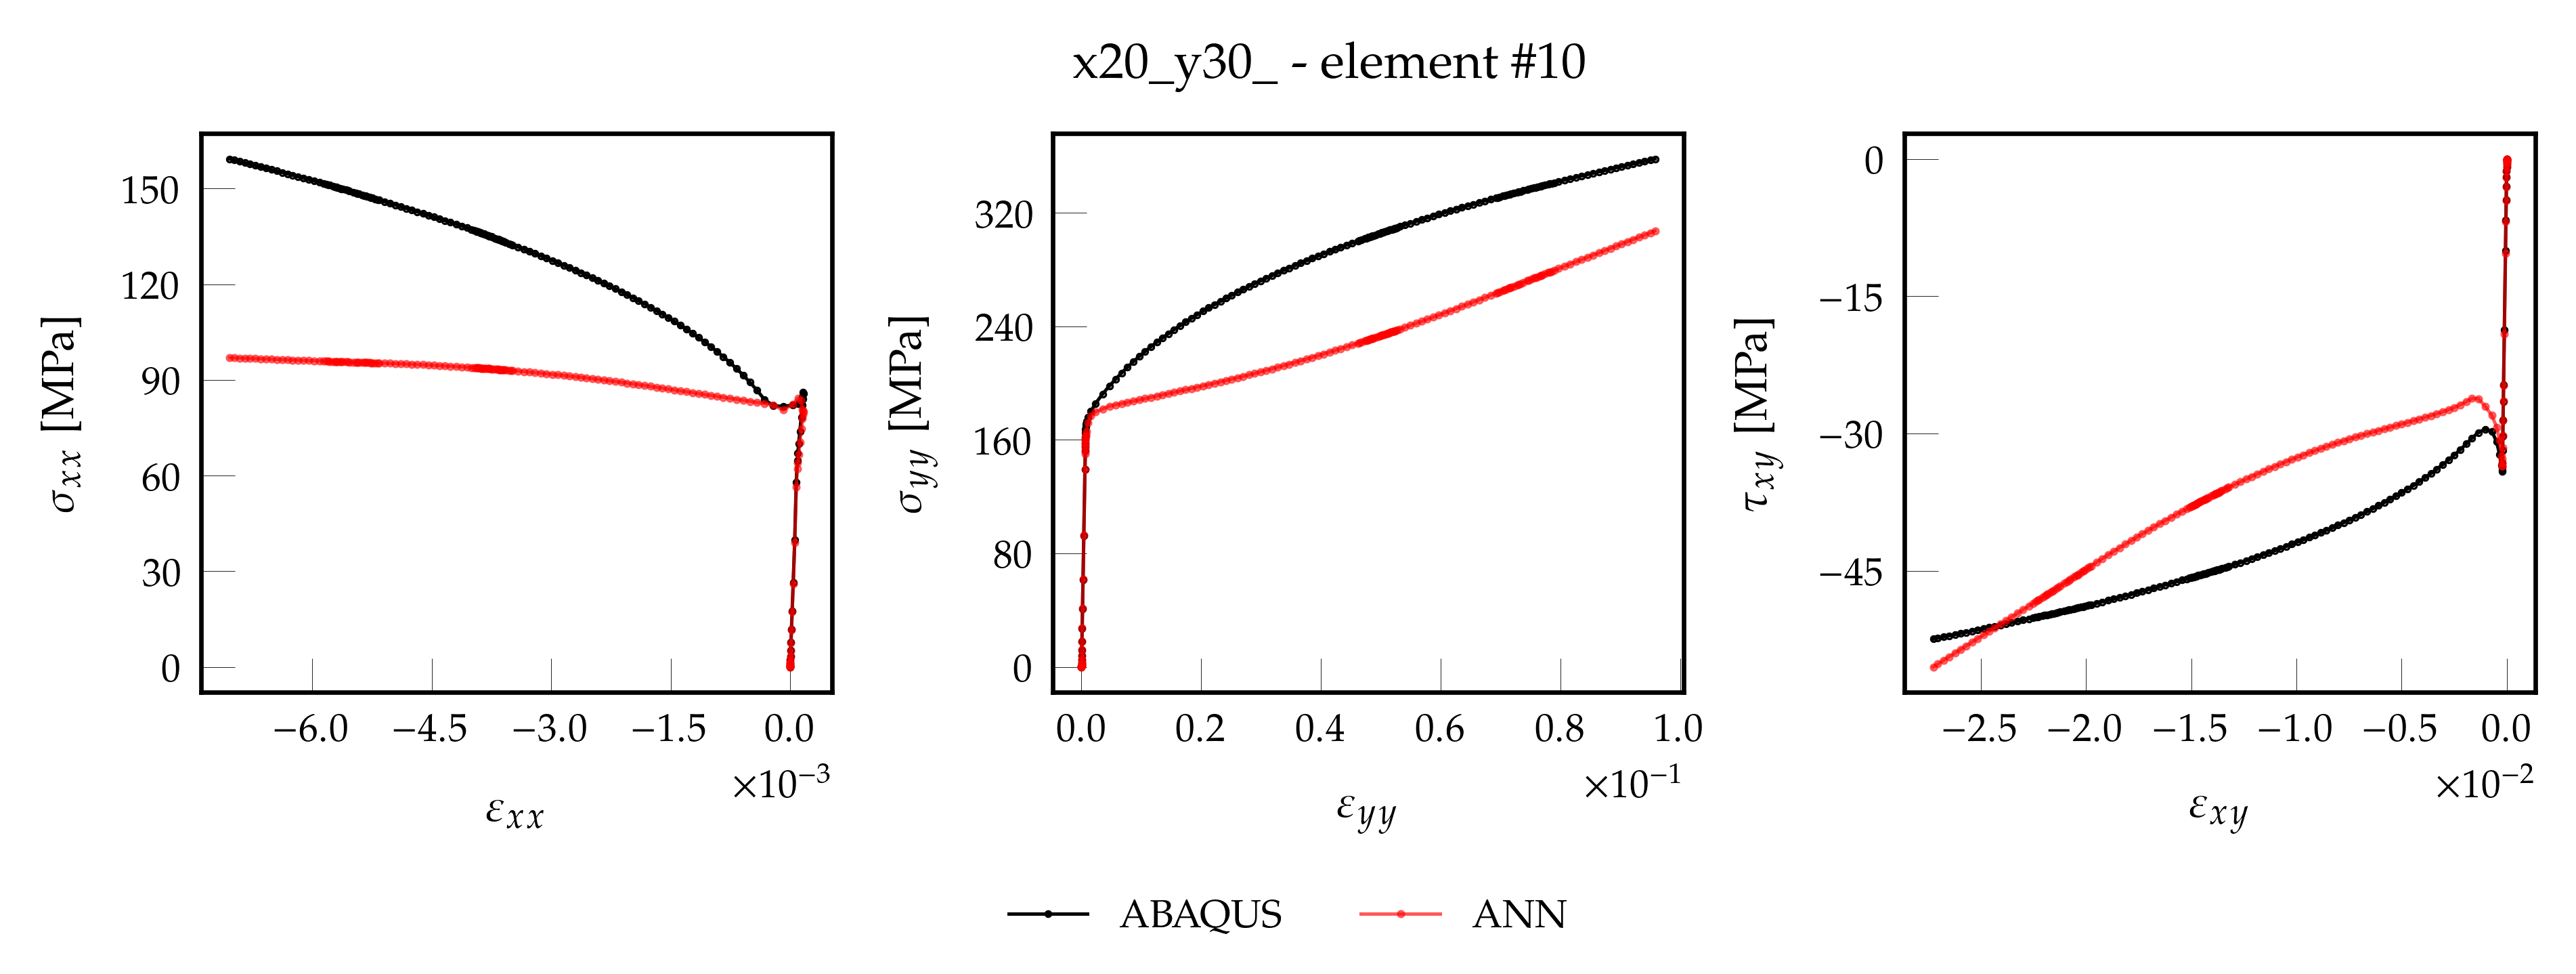 x20_y30_ - element #10
σxx [MPa]
150
120
90
60
30
0
−6.0 −4.5 −3.0 −1.5 0.0
×10−3
εxx
σyy [MPa]
320
240
160
80
0
0.0 0.2 0.4 0.6 0.8 1.0
×10−1
εyy
τxy [MPa]
0
−15
−30
−45
−2.5 −2.0 −1.5 −1.0 −0.5 0.0
×10−2
εxy
ABAQUS ANN